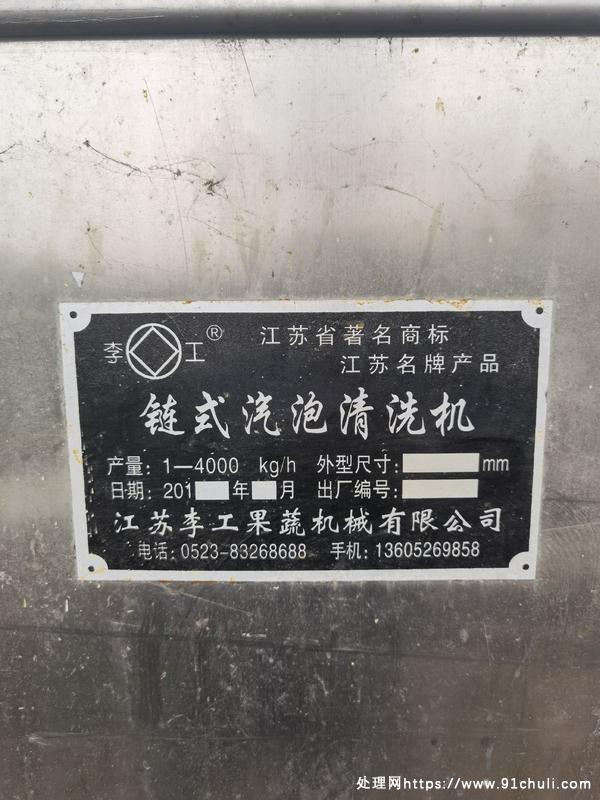 李工® 江苏省著名商标
江苏名牌产品
链式汽泡清洗机
产量: 1—4000 kg/h 外型尺寸: mm
日期: 201 年 月 出厂编号:
江苏李工果蔬机械有限公司
电话: 0523-83268688 手机: 13605269858
处理网https://www.91chuli.com/